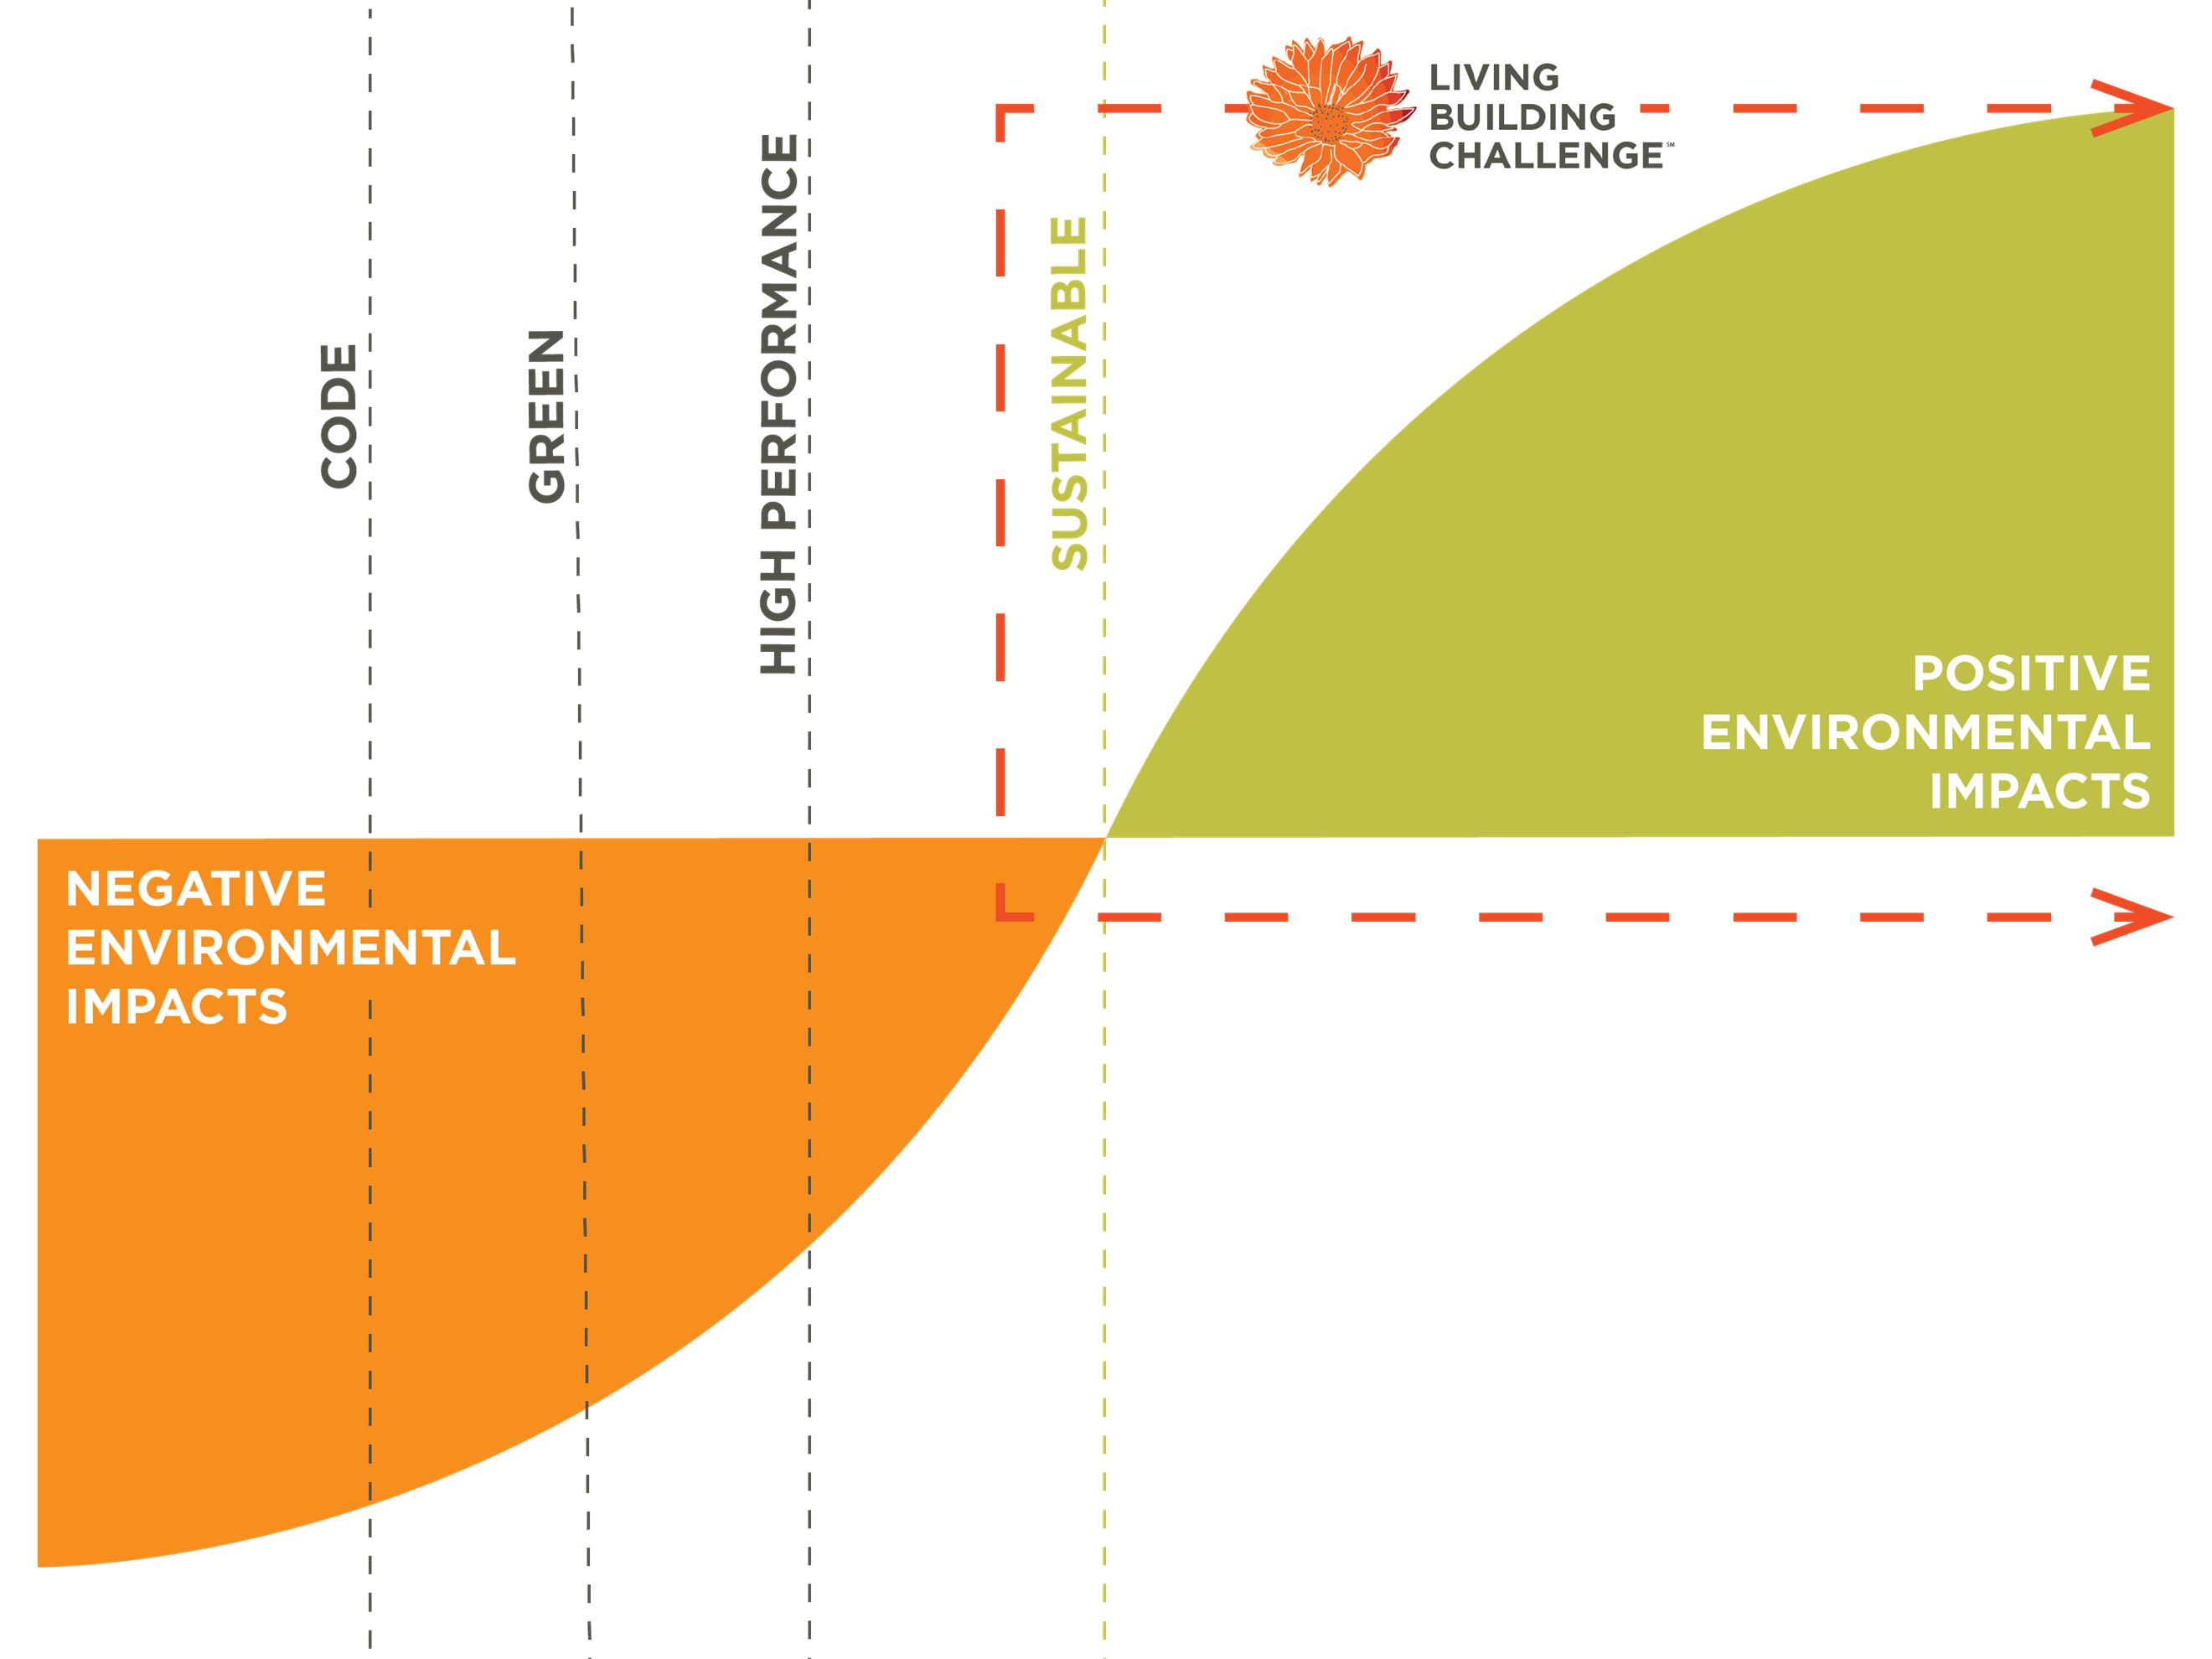 LIVING
BUILDING
CHALLENGE℠
CODE
GREEN
HIGH PERFORMANCE
SUSTAINABLE
POSITIVE
ENVIRONMENTAL
IMPACTS
NEGATIVE
ENVIRONMENTAL
IMPACTS